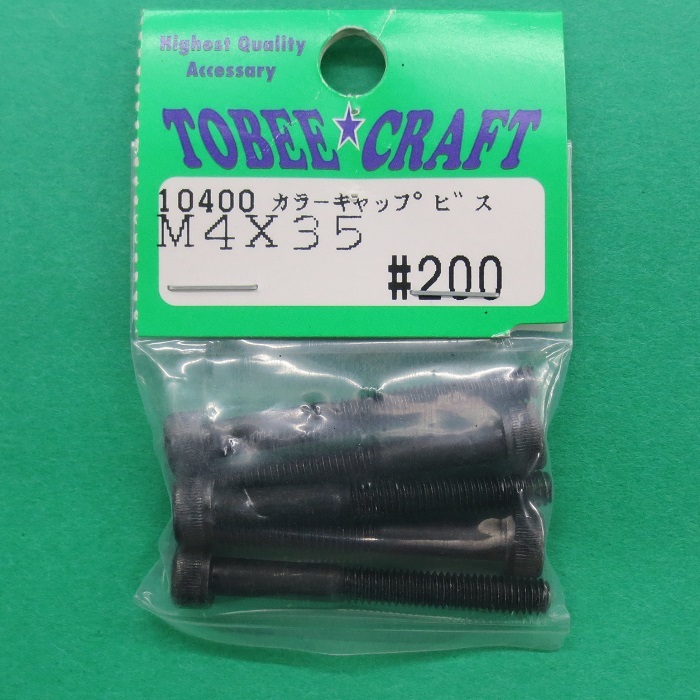 Highest Quality
Accessary
TOBEE★CRAFT
10400 カラーキャップビス
M4X35
#200